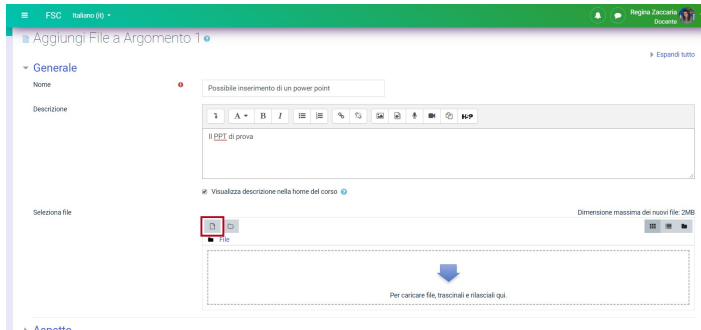 FSC Italiano (it)
Regina Zaccaria
Docente
Aggiungi File a Argomento 1
Espandi tutto
Generale
Nome
Possibile inserimento di un power point
Descrizione
A B I H-P
Il PPT di prova
Visualizza descrizione nella home del corso
Seleziona file
Dimensione massima dei nuovi file: 2MB
File
Per caricare file, trascinali e rilasciali qui.
Aspetto